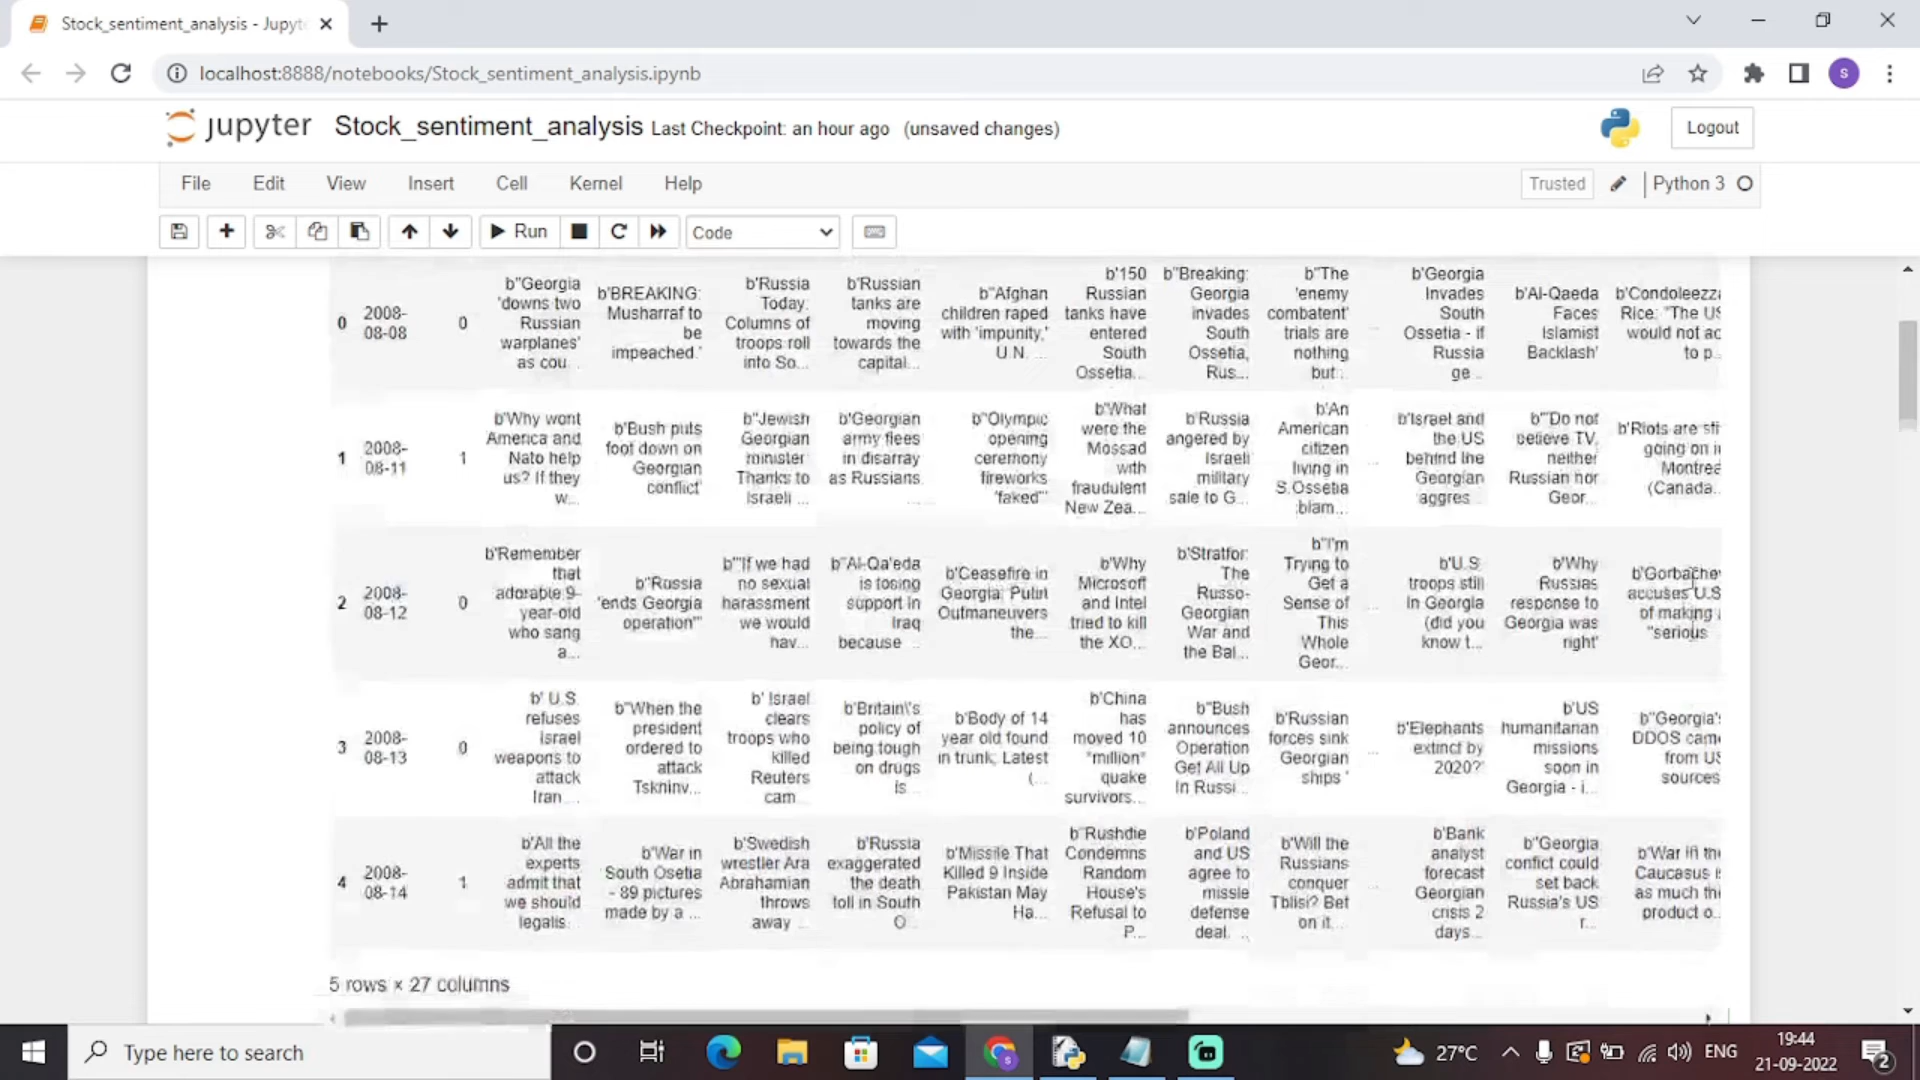 Stock_sentiment_analysis - Jupyt
localhost:8888/notebooks/Stock_sentiment_analysis.ipynb
S
jupyter Stock_sentiment_analysis Last Checkpoint: an hour ago (unsaved changes)
Logout
File Edit View Insert Cell Kernel Help
Trusted Python 3
Run Code
0 2008-08-08 0
b"Georgia
'downs two
Russian
warplanes'
as cou...
b'BREAKING:
Musharraf to
be
impeached.'
b'Russia
Today:
Columns of
troops roll
into So...
b'Russian
tanks are
moving
towards the
capital...
b"Afghan
children raped
with 'impunity,'
U.N. ...
b'150
Russian
tanks have
entered
South
Ossetia...
b"Breaking:
Georgia
invades
South
Ossetia,
Rus...
b"The
'enemy
combatent'
trials are
nothing
but...
...
b'Georgia
Invades
South
Ossetia - if
Russia
ge...
b'Al-Qaeda
Faces
Islamist
Backlash'
b'Condoleezza
Rice: "The US
would not ac
to p...
1 2008-08-11 1
b'Why wont
America and
Nato help
us? If they
w...
b'Bush puts
foot down on
Georgian
conflict'
b"Jewish
Georgian
minister
Thanks to
Israeli ...
b'Georgian
army flees
in disarray
as Russians
...
b"Olympic
opening
ceremony
fireworks
'faked'"
b'What
were the
Mossad
with
fraudulent
New Zea...
b'Russia
angered by
Israeli
military
sale to G...
b'An
American
citizen
living in
S.Ossetia
blam...
...
b'Israel and
the US
behind the
Georgian
aggres...
b'"Do not
believe TV,
neither
Russian nor
Geor...
b'Riots are sti
going on i
Montrea
(Canada...
2 2008-08-12 0
b'Remember
that
adorable 9-
year-old
who sang
a...
b"Russia
'ends Georgia
operation'"
b'"If we had
no sexual
harassment
we would
hav...
b"Al-Qa'eda
is losing
support in
Iraq
because ...
b'Ceasefire in
Georgia: Putin
Outmaneuvers
the...
b'Why
Microsoft
and Intel
tried to kill
the XO...
b'Stratfor:
The
Russo-
Georgian
War and
the Bal...
b"I'm
Trying to
Get a
Sense of
This
Whole
Geor...
...
b'U.S.
troops still
in Georgia
(did you
know t...
b'Why
Russias
response to
Georgia was
right'
b'Gorbachev
accuses U.S
of making
"serious
3 2008-08-13 0
b' U.S.
refuses
Israel
weapons to
attack
Iran...
b"When the
president
ordered to
attack
Tskninv...
b' Israel
clears
troops who
killed
Reuters
cam...
b'Britain\'s
policy of
being tough
on drugs
is...
b'Body of 14
year old found
in trunk; Latest
(...
b'China
has
moved 10
*million*
quake
survivors...
b"Bush
announces
Operation
Get All Up
In Russi...
b'Russian
forces sink
Georgian
ships '
...
b'Elephants
extinct by
2020?'
b'US
humanitarian
missions
soon in
Georgia - i...
b"Georgia's
DDOS came
from US
sources
4 2008-08-14 1
b'All the
experts
admit that
we should
legalis...
b'War in
South Osetia
- 89 pictures
made by a ...
b'Swedish
wrestler Ara
Abrahamian
throws
away ...
b'Russia
exaggerated
the death
toll in South
O...
b'Missile That
Killed 9 Inside
Pakistan May
Ha...
b"Rushdie
Condemns
Random
House's
Refusal to
P...
b'Poland
and US
agree to
missle
defense
deal. ..
b'Will the
Russians
conquer
Tblisi? Bet
on it...
...
b'Bank
analyst
forecast
Georgian
crisis 2
days...
b"Georgia
confict could
set back
Russia's US
r...
b'War in the
Caucasus i
as much the
product o...
5 rows × 27 columns
Type here to search
27°C ENG
19:44
21-09-2022
2